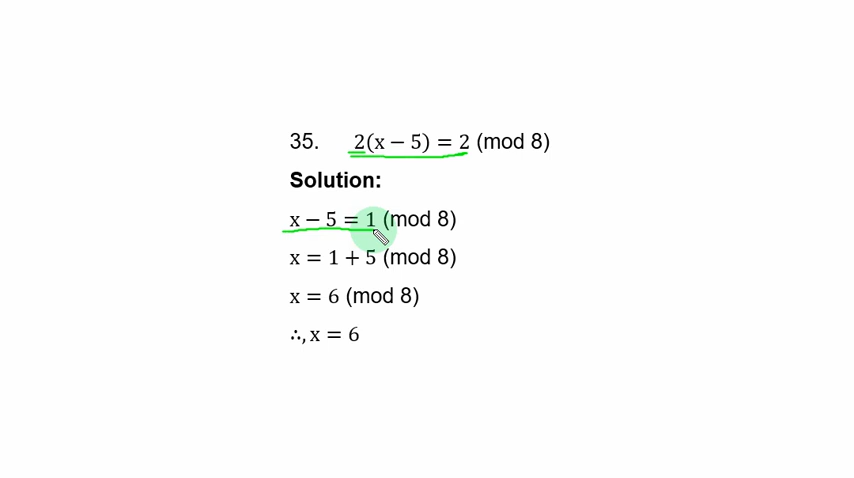 35. 2(x − 5) = 2 (mod 8)
Solution:
x − 5 = 1 (mod 8)
x = 1 + 5 (mod 8)
x = 6 (mod 8)
∴, x = 6